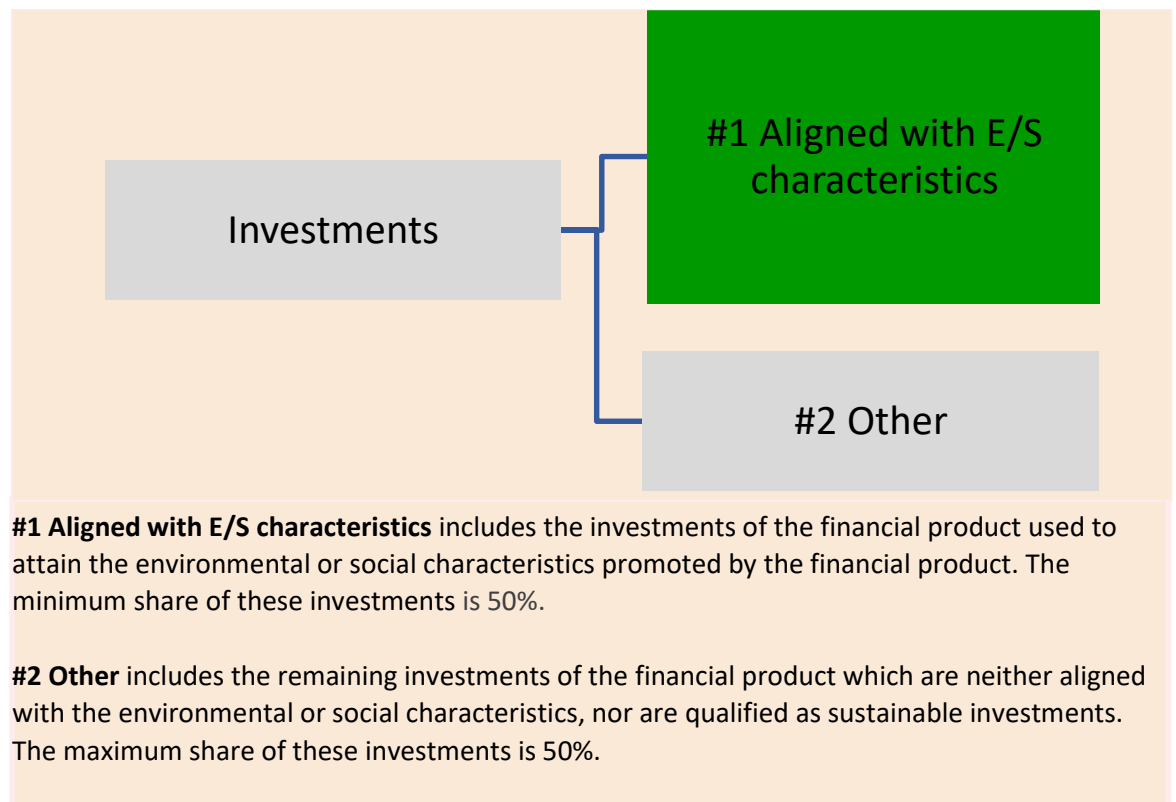 #1 Aligned with E/S
characteristics
Investments
#2 Other
#1 Aligned with E/S characteristics includes the investments of the financial product used to
attain the environmental or social characteristics promoted by the financial product. The
minimum share of these investments is 50%.
#2 Other includes the remaining investments of the financial product which are neither aligned
with the environmental or social characteristics, nor are qualified as sustainable investments.
The maximum share of these investments is 50%.